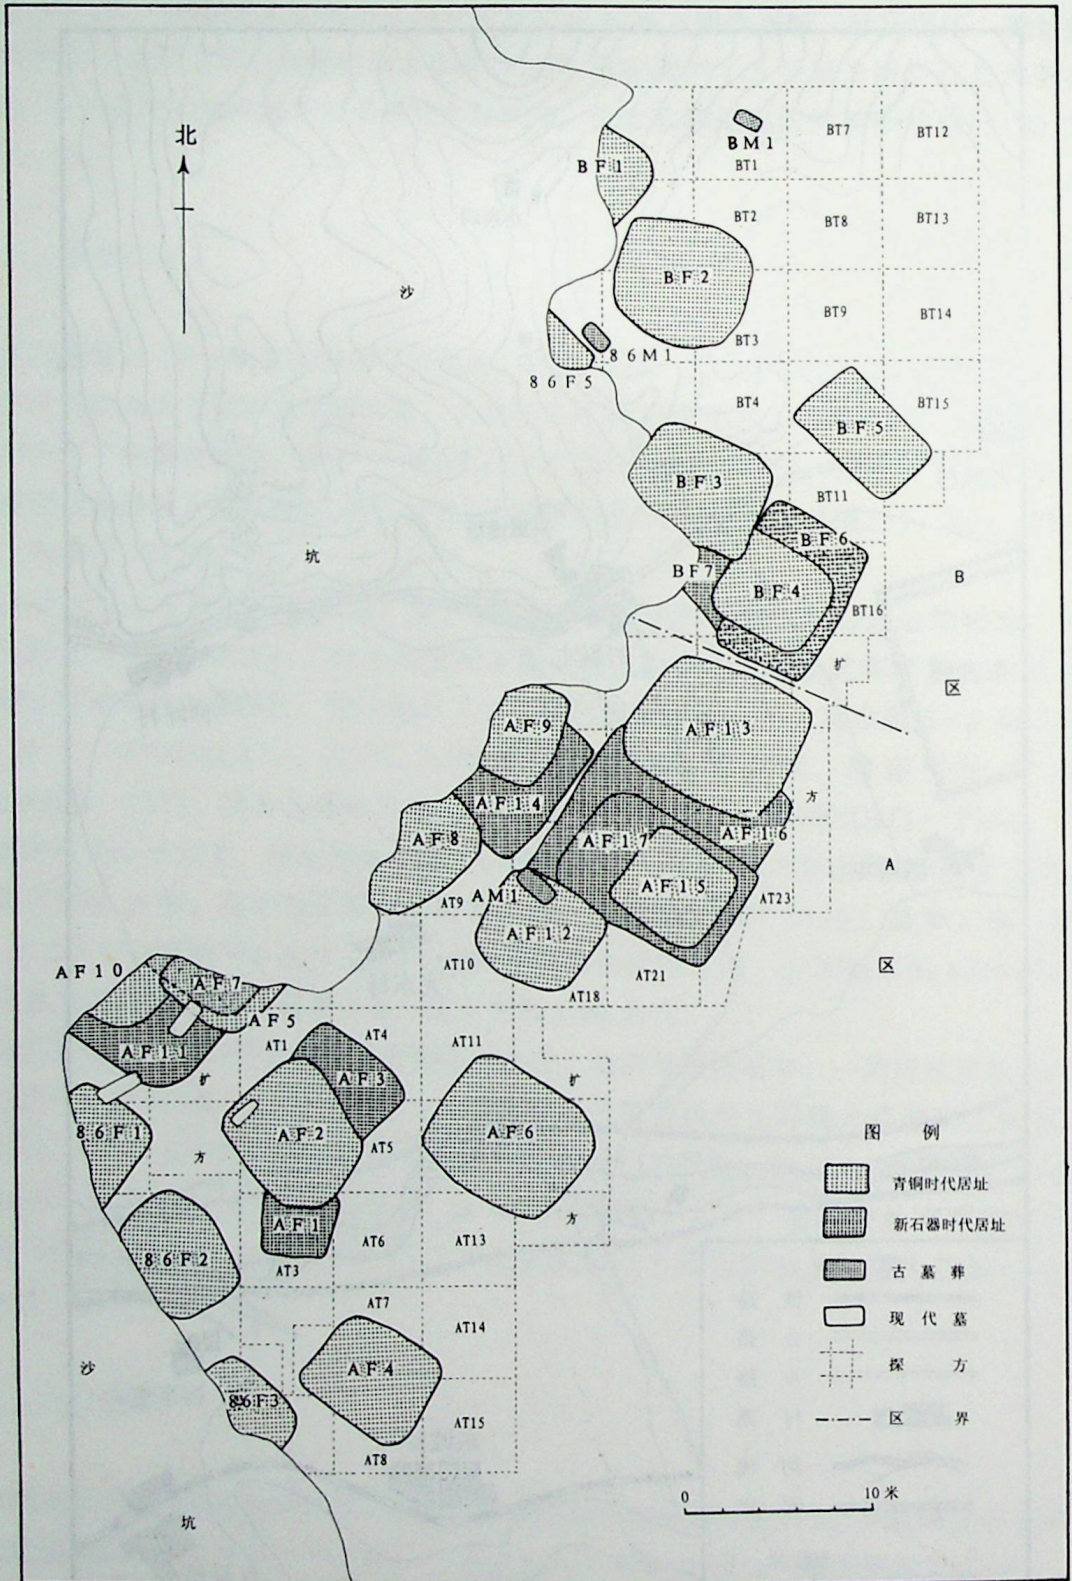 北
BM1
BT7
BT12
BF1
BT1
BT2
BT8
BT13
BF2
沙
BT9
BT14
BT3
86M1
86F5
BT4
BT15
BF5
BF3
BT11
BF6
坑
BF7
BF4
B
BT16
扩
区
AF9
AF13
方
AF14
AF16
AF8
AF17
A
AF15
AM1
AT9
AT23
AF12
AT10
区
AT21
AF10
AF7
AT18
AF5
AT1
AT4
AT11
AF11
AF3
扩
扩
86F1
AF2
AF6
图 例
AT5
方
青铜时代居址
方
AF1
新石器时代居址
86F2
AT6
AT13
AT3
古墓葬
AT7
现代墓
AT14
沙
AF4
探方
86F3
AT15
区界
AT8
0
10米
坑